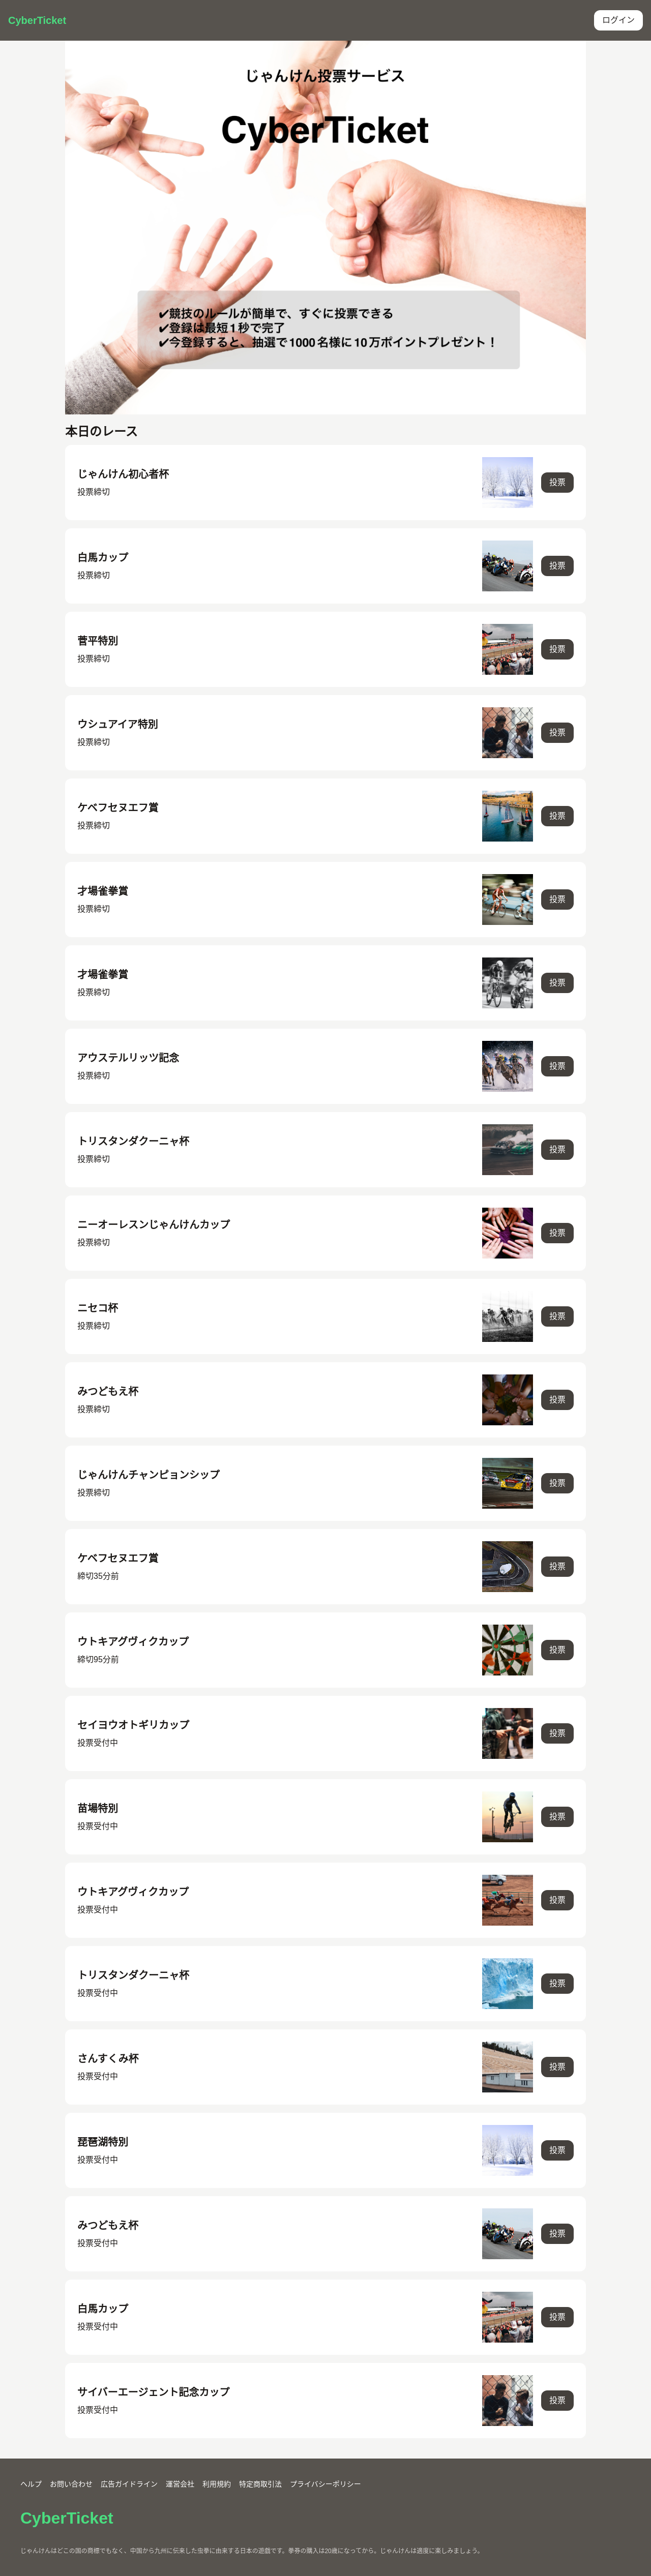 CyberTicket
ログイン
じゃんけん投票サービス
CyberTicket
✔競技のルールが簡単で、すぐに投票できる
✔登録は最短1秒で完了
✔今登録すると、抽選で1000名様に10万ポイントプレゼント！
本日のレース
じゃんけん初心者杯
投票締切
投票
白馬カップ
投票締切
投票
菅平特別
投票締切
投票
ウシュアイア特別
投票締切
投票
ケベフセヌエフ賞
投票締切
投票
才場雀拳賞
投票締切
投票
才場雀拳賞
投票締切
投票
アウステルリッツ記念
投票締切
投票
トリスタンダクーニャ杯
投票締切
投票
ニーオーレスンじゃんけんカップ
投票締切
投票
ニセコ杯
投票締切
投票
みつどもえ杯
投票締切
投票
じゃんけんチャンピョンシップ
投票締切
投票
ケベフセヌエフ賞
締切35分前
投票
ウトキアグヴィクカップ
締切95分前
投票
セイヨウオトギリカップ
投票受付中
投票
苗場特別
投票受付中
投票
ウトキアグヴィクカップ
投票受付中
投票
トリスタンダクーニャ杯
投票受付中
投票
さんすくみ杯
投票受付中
投票
琵琶湖特別
投票受付中
投票
みつどもえ杯
投票受付中
投票
白馬カップ
投票受付中
投票
サイバーエージェント記念カップ
投票受付中
投票
ヘルプ お問い合わせ 広告ガイドライン 運営会社 利用規約 特定商取引法 プライバシーポリシー
CyberTicket
じゃんけんはどこの国の商標でもなく、中国から九州に伝来した虫拳に由来する日本の遊戯です。拳券の購入は20歳になってから。じゃんけんは適度に楽しみましょう。